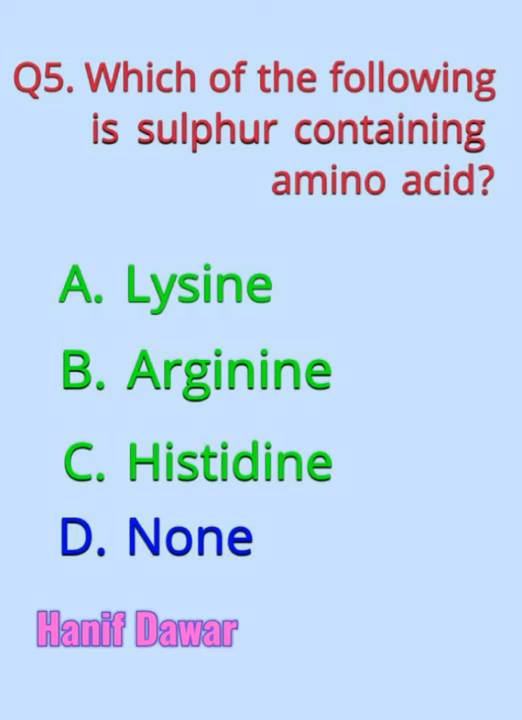 Q5. Which of the following
is sulphur containing
amino acid?
A. Lysine
B. Arginine
C. Histidine
D. None
Hanif Dawar